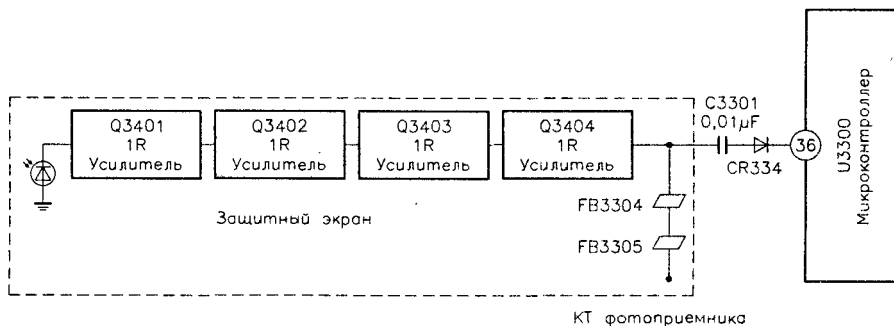 Q3401
1R
Усилитель
Q3402
1R
Усилитель
Q3403
1R
Усилитель
Q3404
1R
Усилитель
C3301
0,01µF
CR334
36
U3300
Микроконтроллер
FB3304
FB3305
Защитный экран
КТ фотоприемника